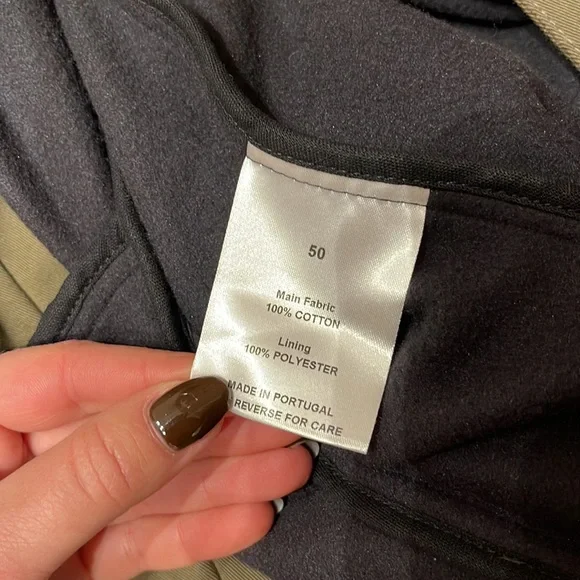 50
Main Fabric
100% COTTON
Lining
100% POLYESTER
MADE IN PORTUGAL
REVERSE FOR CARE